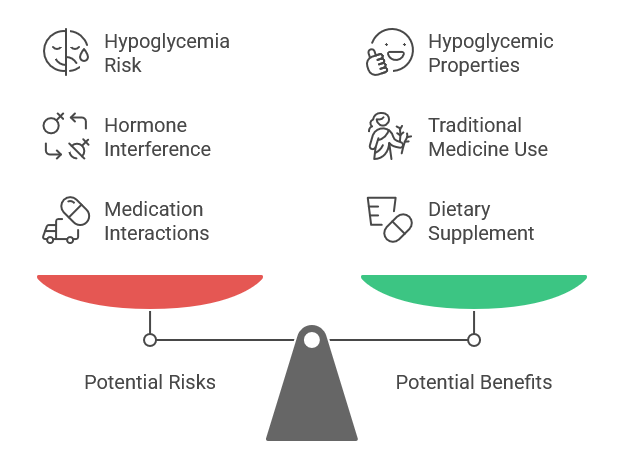 Hypoglycemia
Risk
Hormone
Interference
Medication
Interactions
Potential Risks
Hypoglycemic
Properties
Traditional
Medicine Use
Dietary
Supplement
Potential Benefits